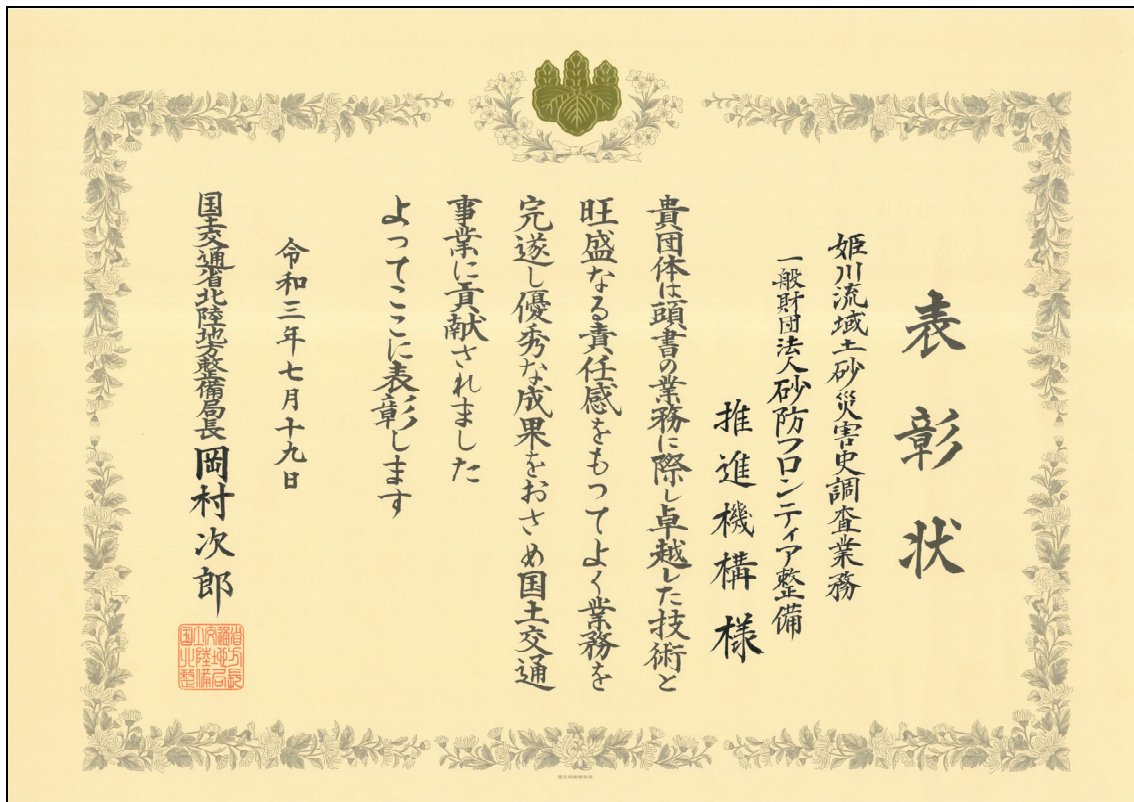 表彰状
姫川流域土砂災害史調査業務
一般財団法人砂防フロンティア整備
推進機構様
貴団体は頭書の業務に際し卓越した技術と
旺盛なる責任感をもつてよく業務を
完遂し優秀な成果をおさめ国土交通
事業に貢献されました
よってここに表彰します
令和三年七月十九日
国土交通省北陸地方整備局長 岡村次郎